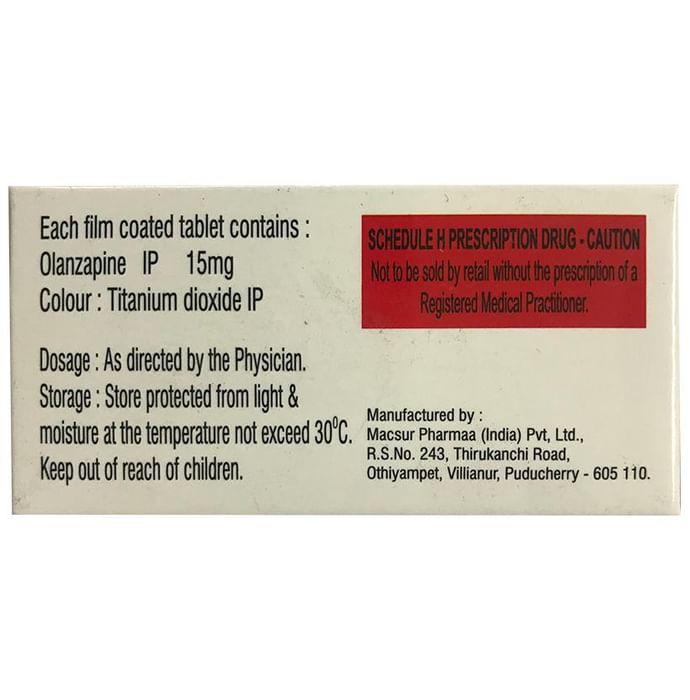 Each film coated tablet contains :
Olanzapine IP 15mg
Colour : Titanium dioxide IP
Dosage : As directed by the Physician.
Storage : Store protected from light &
moisture at the temperature not exceed 30⁰C.
Keep out of reach of children.
SCHEDULE H PRESCRIPTION DRUG - CAUTION
Not to be sold by retail without the prescription of a
Registered Medical Practitioner.
Manufactured by :
Macsur Pharmaa (India) Pvt, Ltd.,
R.S.No. 243, Thirukanchi Road,
Othiyampet, Villianur, Puducherry - 605 110.